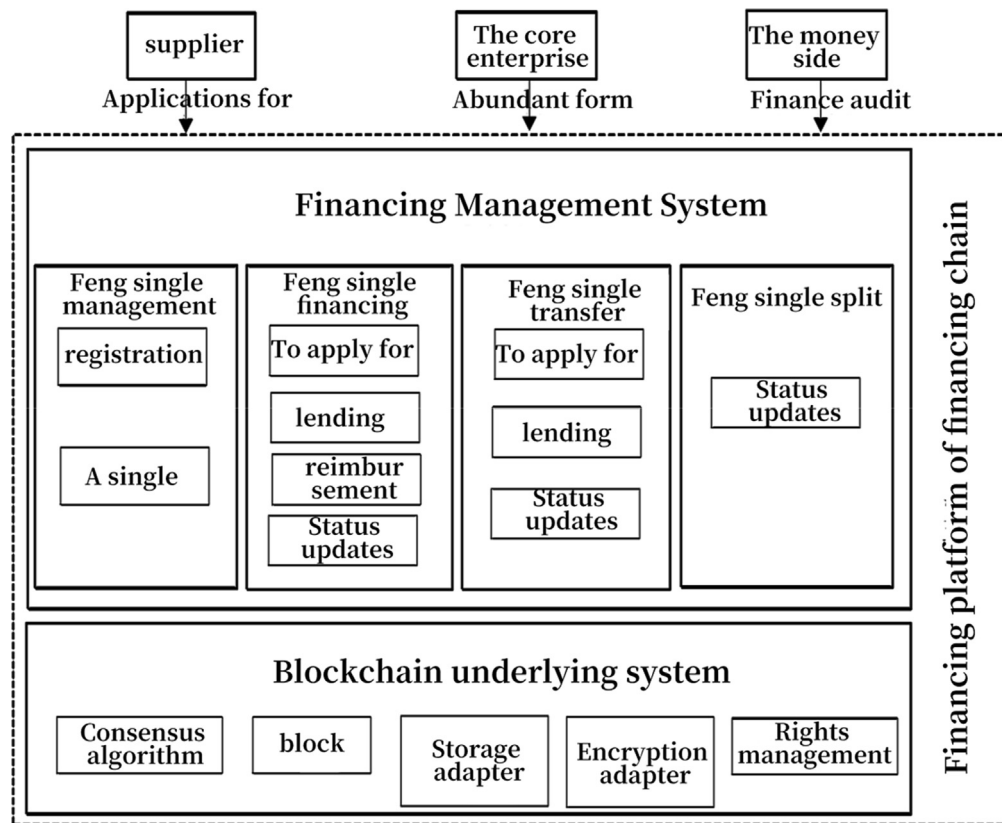 supplier
The core
enterprise
The money
side
Applications for
Abundant form
Finance audit
Financing Management System
Feng single
management
registration
A single
Feng single
financing
To apply for
lending
reimbur
sement
Status
updates
Feng single
transfer
To apply for
lending
Status
updates
Feng single split
Status
updates
Blockchain underlying system
Consensus
algorithm
block
Storage
adapter
Encryption
adapter
Rights
management
Financing platform of financing chain